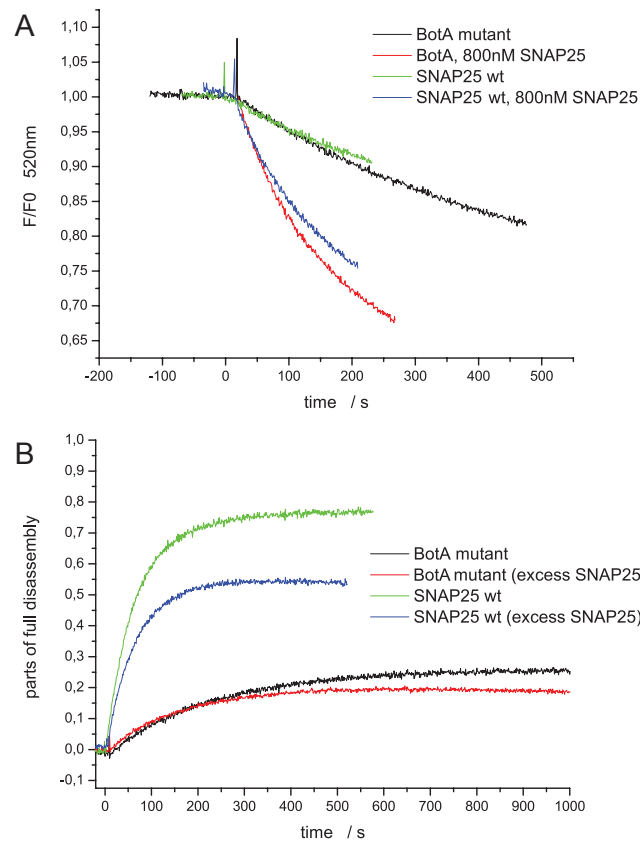 A
1,10
1,05
1,00
0,95
0,90
0,85
0,80
0,75
0,70
0,65
F/F0 520nm
BotA mutant
BotA, 800nM SNAP25
SNAP25 wt
SNAP25 wt, 800nM SNAP25
-200 -100 0 100 200 300 400 500
time / s
B
1,0
0,9
0,8
0,7
0,6
0,5
0,4
0,3
0,2
0,1
0,0
-0,1
parts of full disassembly
BotA mutant
BotA mutant (excess SNAP25
SNAP25 wt
SNAP25 wt (excess SNAP25)
0 100 200 300 400 500 600 700 800 900 1000
time / s